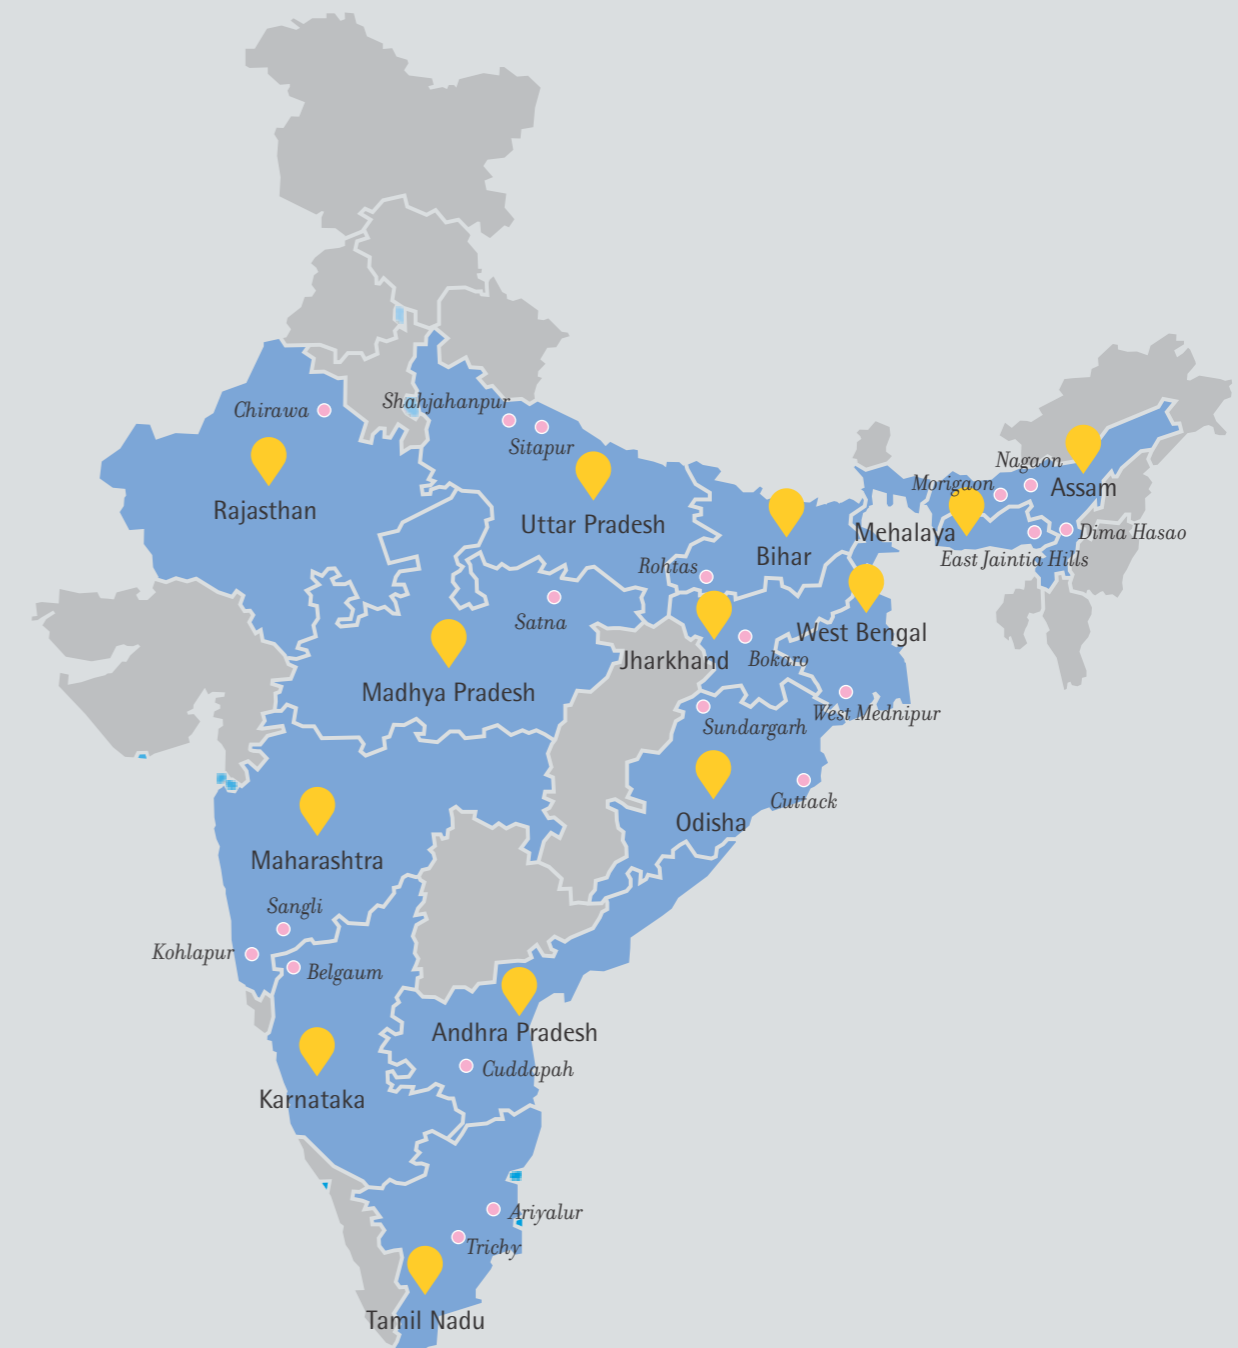 Shahjahanpur
Chirawa
Sitapur
Nagaon
Morigaon
Assam
Rajasthan
Uttar Pradesh
Mehalaya
Dima Hasao
Bihar
East Jaintia Hills
Rohtas
Satna
West Bengal
Jharkhand
Bokaro
Madhya Pradesh
West Mednipur
Sundargarh
Cuttack
Odisha
Maharashtra
Sangli
Kohlapur
Belgaum
Andhra Pradesh
Cuddapah
Karnataka
Ariyalur
Trichy
Tamil Nadu